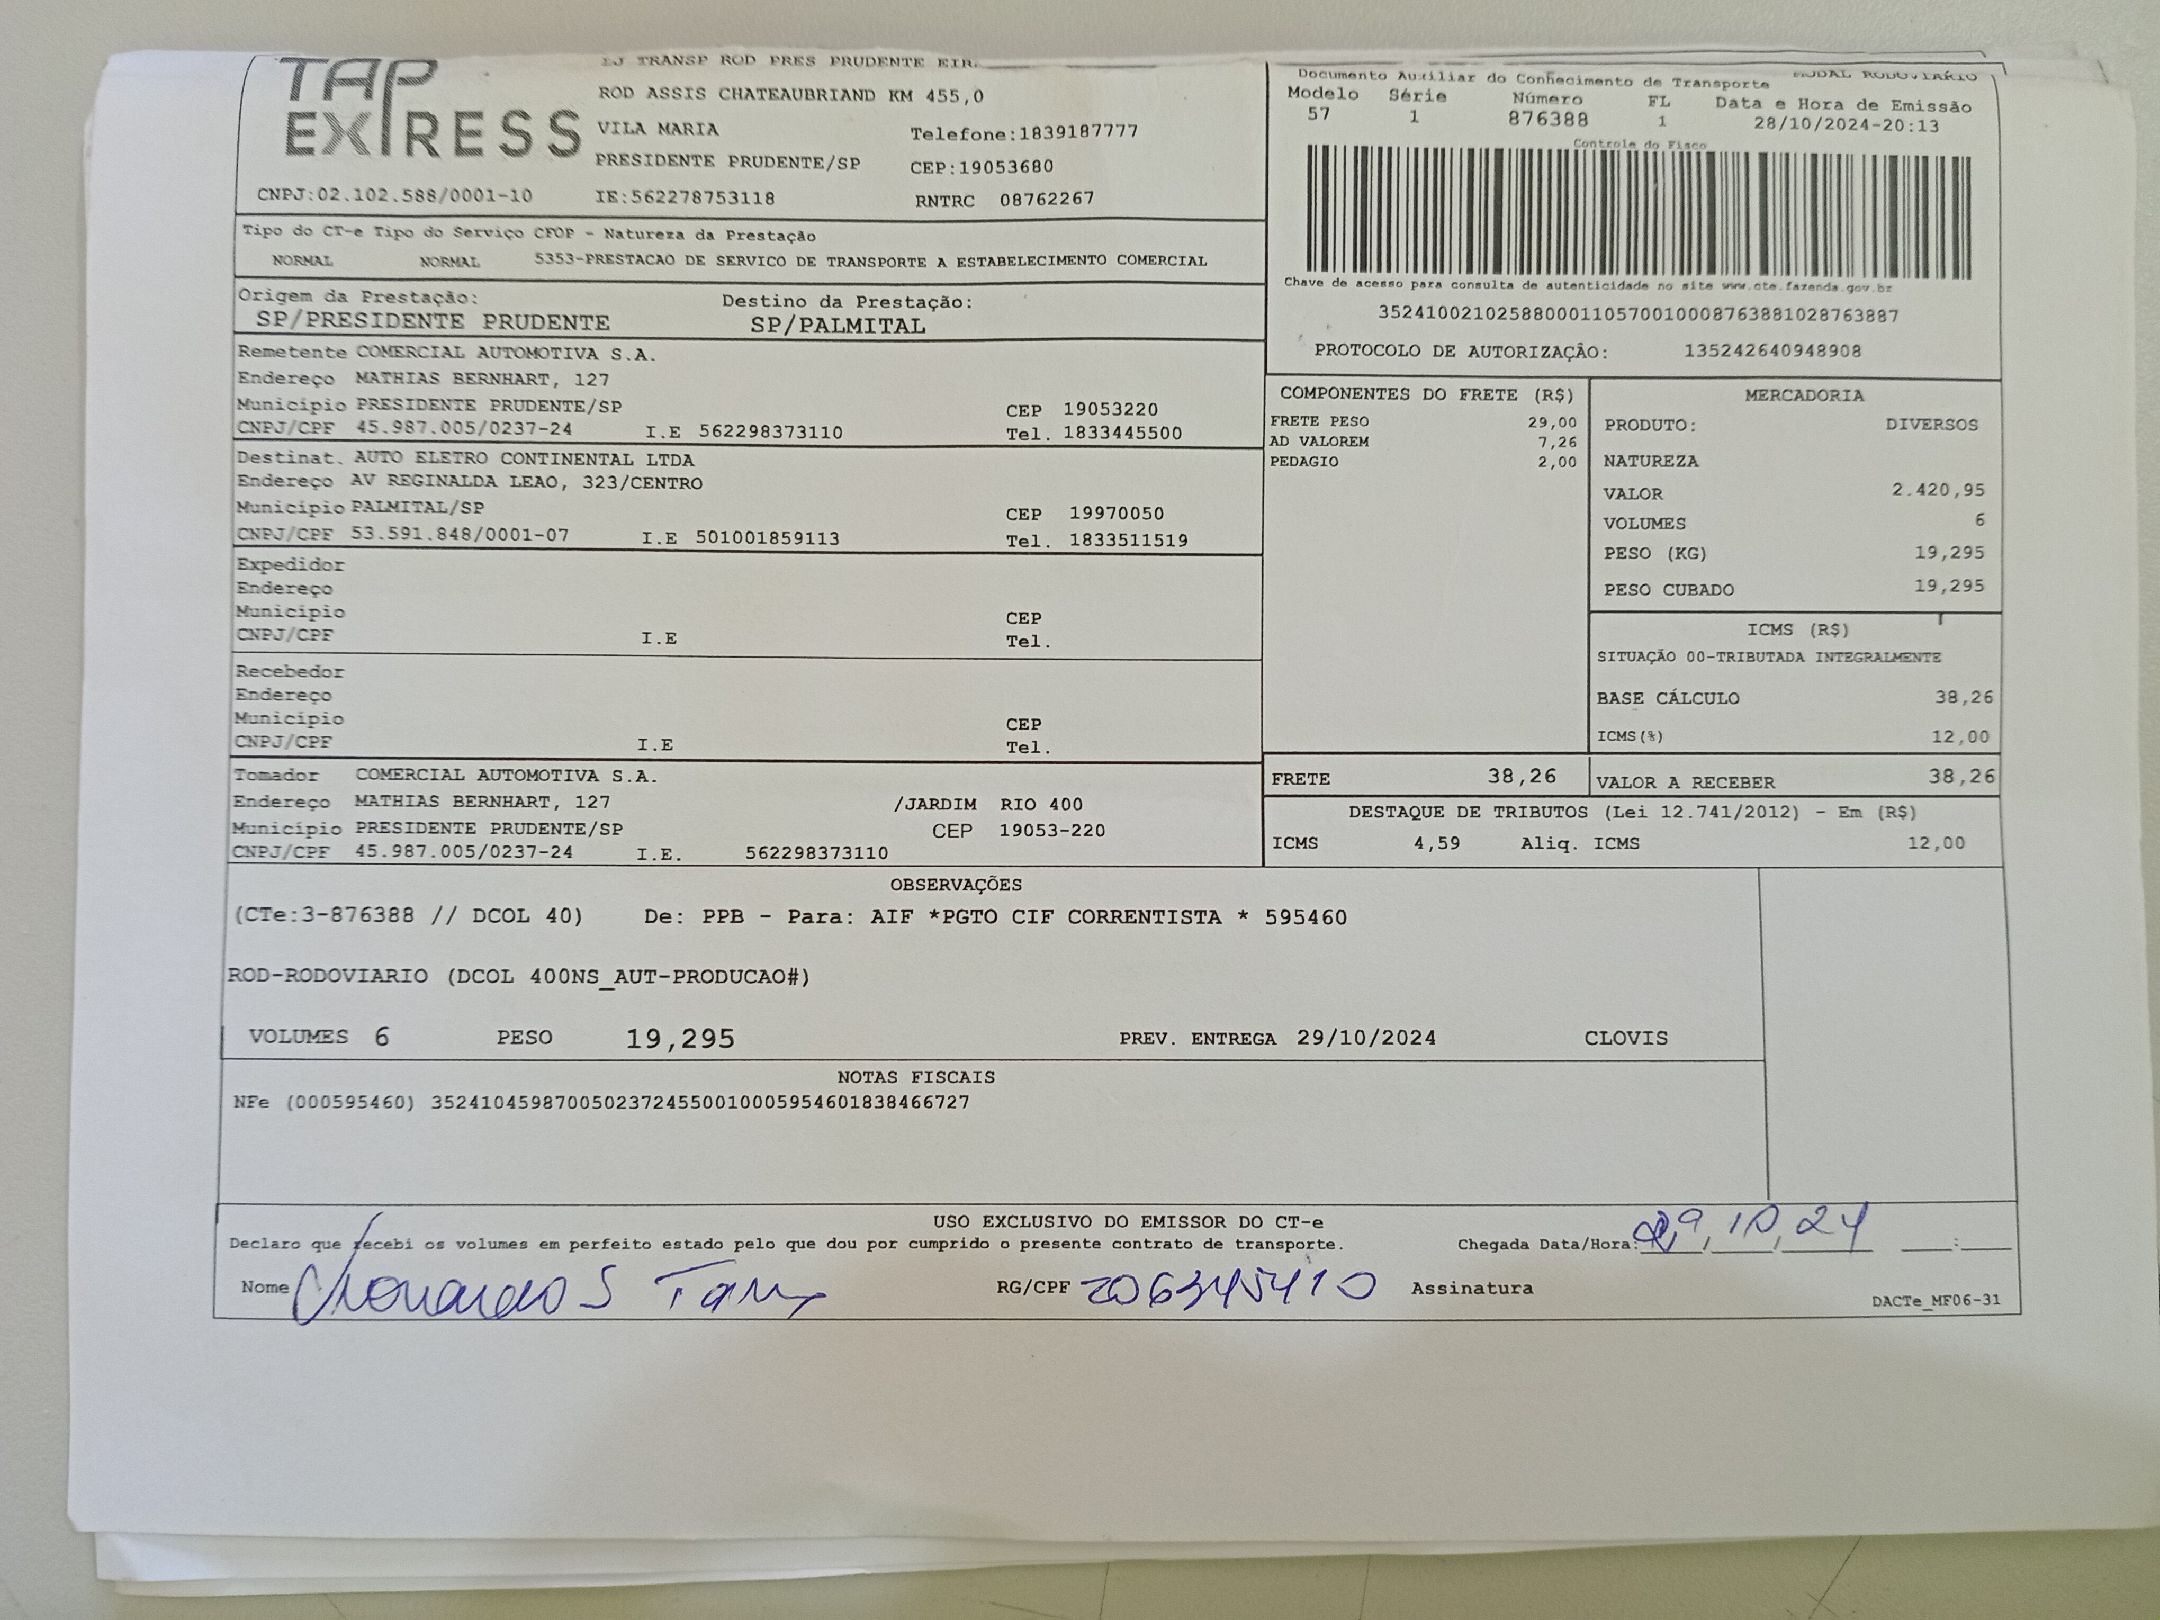 TAP
EXPRESS
LJ TRANSP ROD PRES PRUDENTE EIR.
ROD ASSIS CHATEAUBRIAND KM 455,0
VILA MARIA Telefone:1839187777
PRESIDENTE PRUDENTE/SP CEP:19053680
CNPJ:02.102.588/0001-10 IE:562278753118 RNTRC 08762267
Documento Auxiliar do Conhecimento de Transporte MODAL RODOVIÁRIO
Modelo Série Número FL Data e Hora de Emissão
57 1 876388 1 28/10/2024-20:13
Controle do Fisco
Chave de acesso para consulta de autenticidade no site www.cte.fazenda.gov.br
35241002102588000110570010008763881028763887
PROTOCOLO DE AUTORIZAÇÃO: 135242640948908
Tipo do CT-e Tipo do Serviço CFOP - Natureza da Prestação
NORMAL NORMAL 5353-PRESTACAO DE SERVICO DE TRANSPORTE A ESTABELECIMENTO COMERCIAL
Origem da Prestação: Destino da Prestação:
SP/PRESIDENTE PRUDENTE SP/PALMITAL
Remetente COMERCIAL AUTOMOTIVA S.A.
Endereço MATHIAS BERNHART, 127
Município PRESIDENTE PRUDENTE/SP CEP 19053220
CNPJ/CPF 45.987.005/0237-24 I.E 562298373110 Tel. 1833445500
Destinat. AUTO ELETRO CONTINENTAL LTDA
Endereço AV REGINALDA LEAO, 323/CENTRO
Município PALMITAL/SP CEP 19970050
CNPJ/CPF 53.591.848/0001-07 I.E 501001859113 Tel. 1833511519
Expedidor
Endereço
Município CEP
CNPJ/CPF I.E Tel.
Recebedor
Endereço
Município CEP
CNPJ/CPF I.E Tel.
Tomador COMERCIAL AUTOMOTIVA S.A.
Endereço MATHIAS BERNHART, 127 /JARDIM RIO 400
Município PRESIDENTE PRUDENTE/SP CEP 19053-220
CNPJ/CPF 45.987.005/0237-24 I.E. 562298373110
COMPONENTES DO FRETE (R$)
FRETE PESO 29,00
AD VALOREM 7,26
PEDAGIO 2,00
MERCADORIA
PRODUTO: DIVERSOS
NATUREZA
VALOR 2.420,95
VOLUMES 6
PESO (KG) 19,295
PESO CUBADO 19,295
ICMS (R$)
SITUAÇÃO 00-TRIBUTADA INTEGRALMENTE
BASE CÁLCULO 38,26
ICMS(%) 12,00
FRETE 38,26 VALOR A RECEBER 38,26
DESTAQUE DE TRIBUTOS (Lei 12.741/2012) - Em (R$)
ICMS 4,59 Aliq. ICMS 12,00
OBSERVAÇÕES
(CTe:3-876388 // DCOL 40) De: PPB - Para: AIF *PGTO CIF CORRENTISTA * 595460
ROD-RODOVIARIO (DCOL 400NS_AUT-PRODUCAO#)
VOLUMES 6 PESO 19,295 PREV. ENTREGA 29/10/2024 CLOVIS
NOTAS FISCAIS
NFe (000595460) 35241045987005023724550010005954601838466727
USO EXCLUSIVO DO EMISSOR DO CT-e
Declaro que recebi os volumes em perfeito estado pelo que dou por cumprido o presente contrato de transporte. Chegada Data/Hora: 29/10/24 __:__
Nome RG/CPF 206345410 Assinatura
DACTe_MF06-31